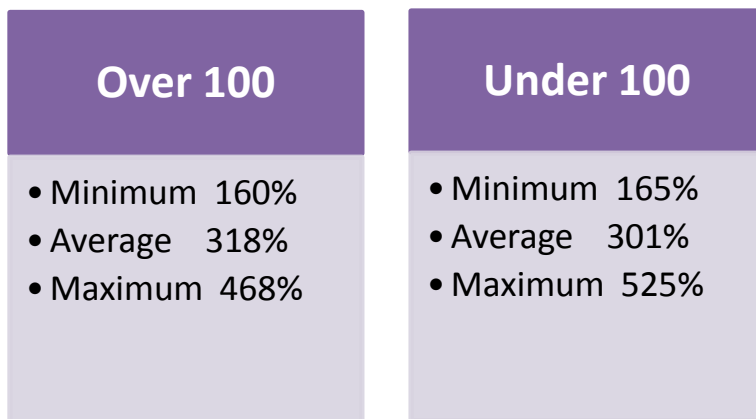 Over 100
• Minimum 160%
• Average 318%
• Maximum 468%
Under 100
• Minimum 165%
• Average 301%
• Maximum 525%